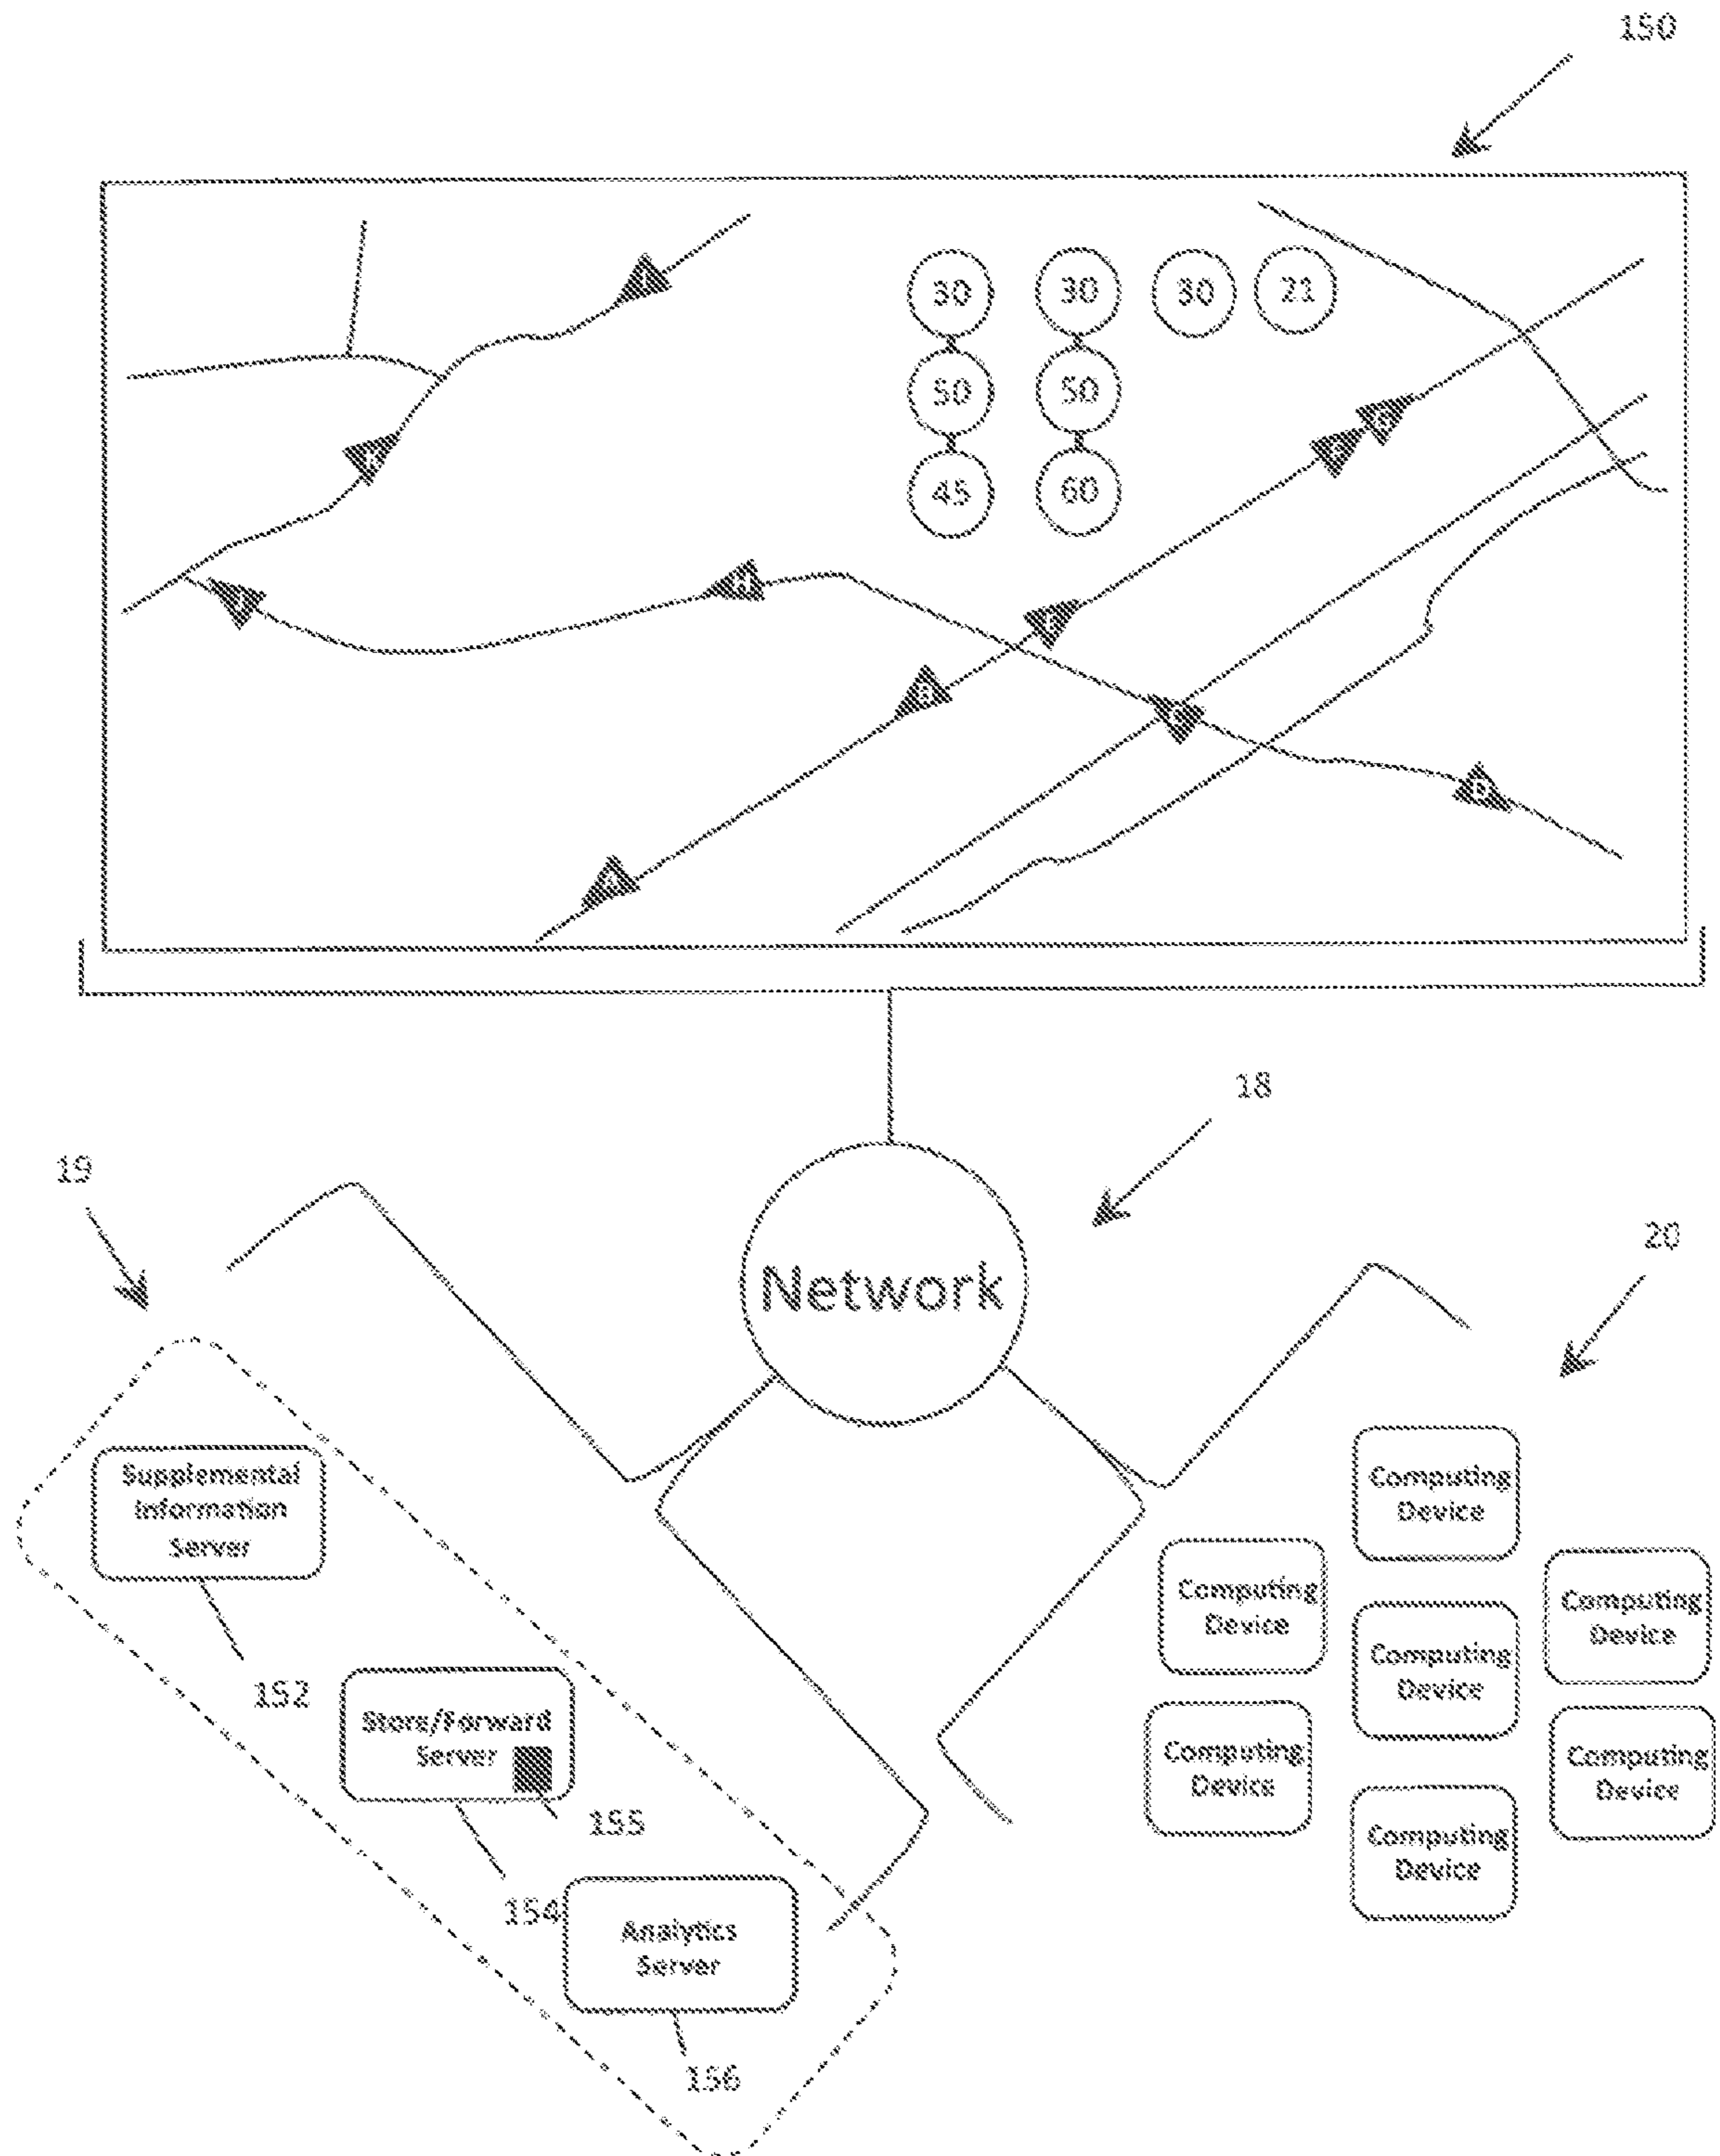 150
30
30
30
21
50
50
45
60
K
H
B
D
A
18
19
20
Network
Supplemental
Information
Server
152
Store/Forward
Server
155
154
Analytics
Server
156
Computing
Device
Computing
Device
Computing
Device
Computing
Device
Computing
Device
Computing
Device
Computing
Device